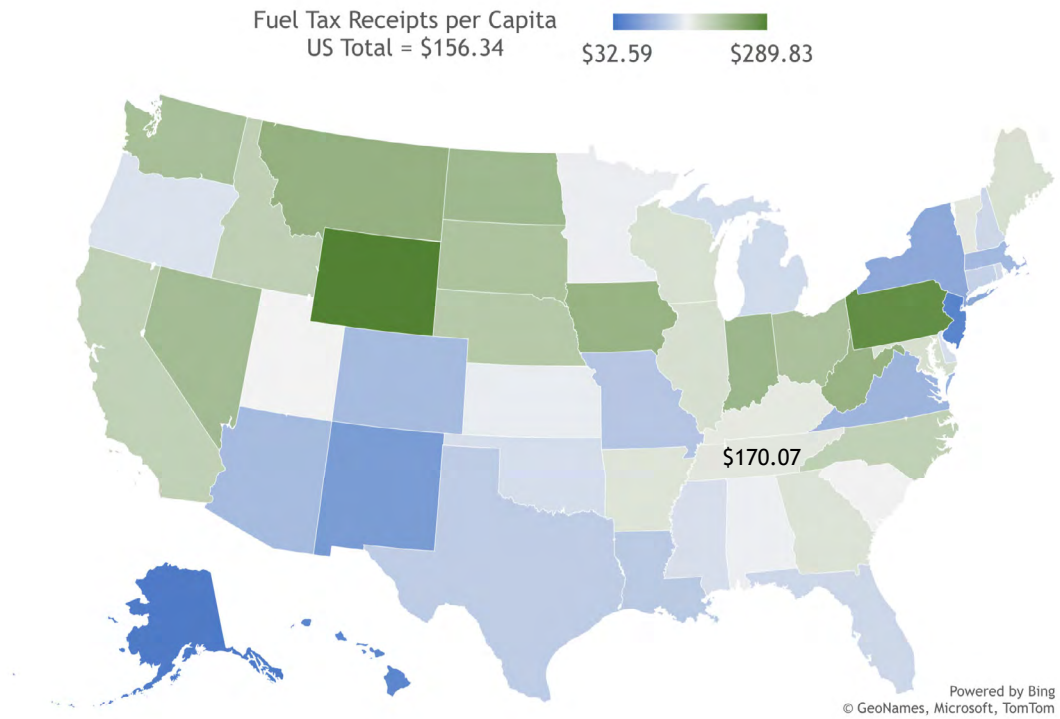 Fuel Tax Receipts per Capita
US Total = $156.34
$32.59
$289.83
$170.07
Powered by Bing
© GeoNames, Microsoft, TomTom